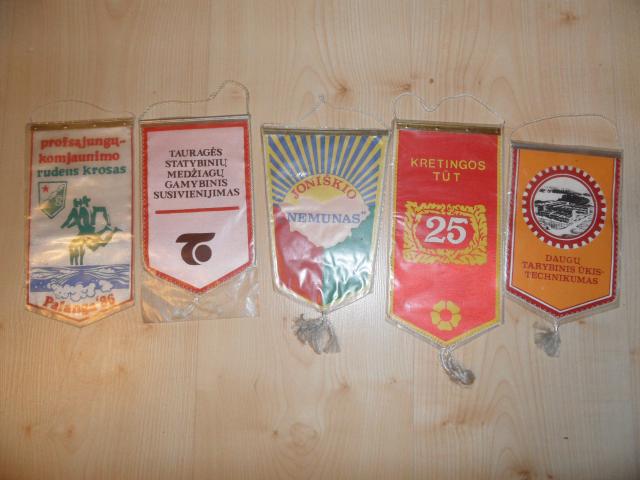 profsąjungų-
komjaunimo
rudens krosas
Palanga'86
TAURAGĖS
STATYBINIŲ
MEDŽIAGŲ
GAMYBINIS
SUSIVIENIJIMAS
JONIŠKIO
"NEMUNAS"
KRETINGOS
TŪT
25
DAUGŲ
TARYBINIS ŪKIS-
TECHNIKUMAS